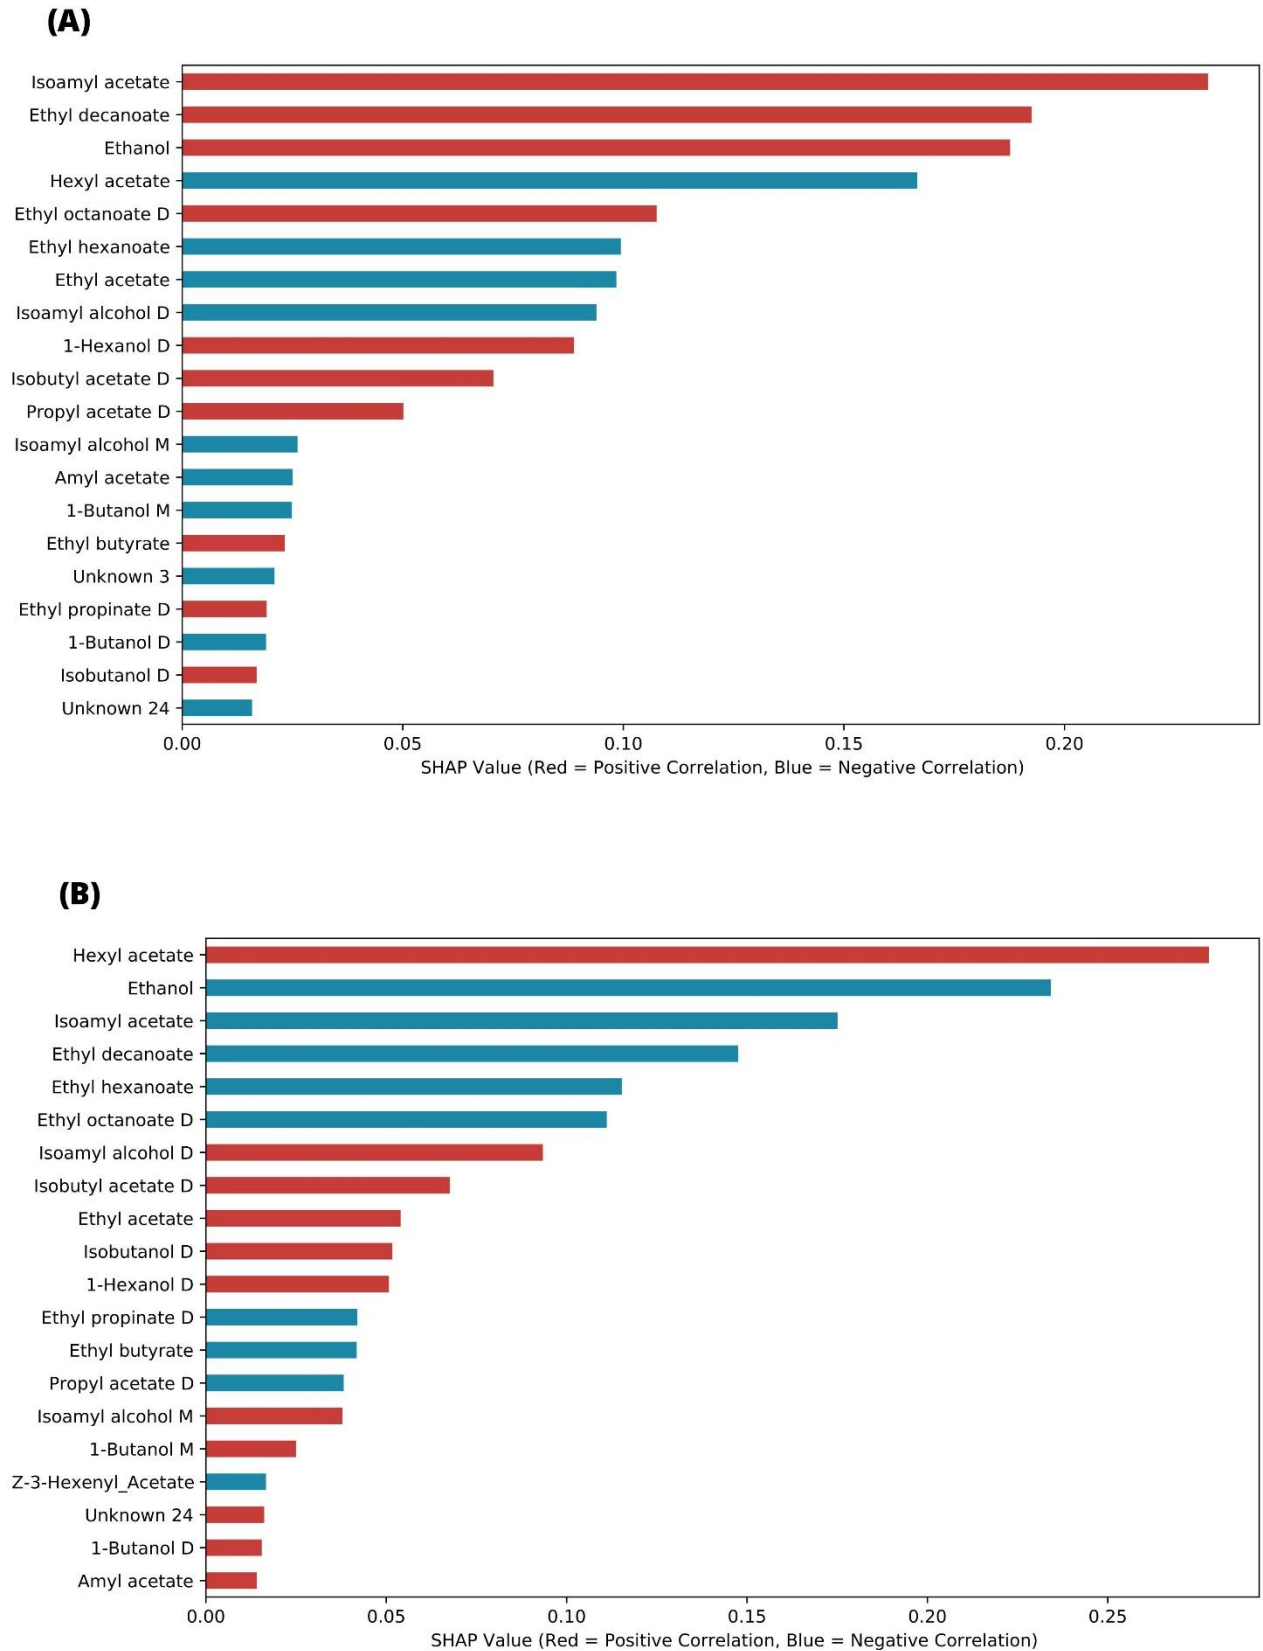 (A)
Isoamyl acetate
Ethyl decanoate
Ethanol
Hexyl acetate
Ethyl octanoate D
Ethyl hexanoate
Ethyl acetate
Isoamyl alcohol D
1-Hexanol D
Isobutyl acetate D
Propyl acetate D
Isoamyl alcohol M
Amyl acetate
1-Butanol M
Ethyl butyrate
Unknown 3
Ethyl propinate D
1-Butanol D
Isobutanol D
Unknown 24
0.00 0.05 0.10 0.15 0.20
SHAP Value (Red = Positive Correlation, Blue = Negative Correlation)
(B)
Hexyl acetate
Ethanol
Isoamyl acetate
Ethyl decanoate
Ethyl hexanoate
Ethyl octanoate D
Isoamyl alcohol D
Isobutyl acetate D
Ethyl acetate
Isobutanol D
1-Hexanol D
Ethyl propinate D
Ethyl butyrate
Propyl acetate D
Isoamyl alcohol M
1-Butanol M
Z-3-Hexenyl_Acetate
Unknown 24
1-Butanol D
Amyl acetate
0.00 0.05 0.10 0.15 0.20 0.25
SHAP Value (Red = Positive Correlation, Blue = Negative Correlation)